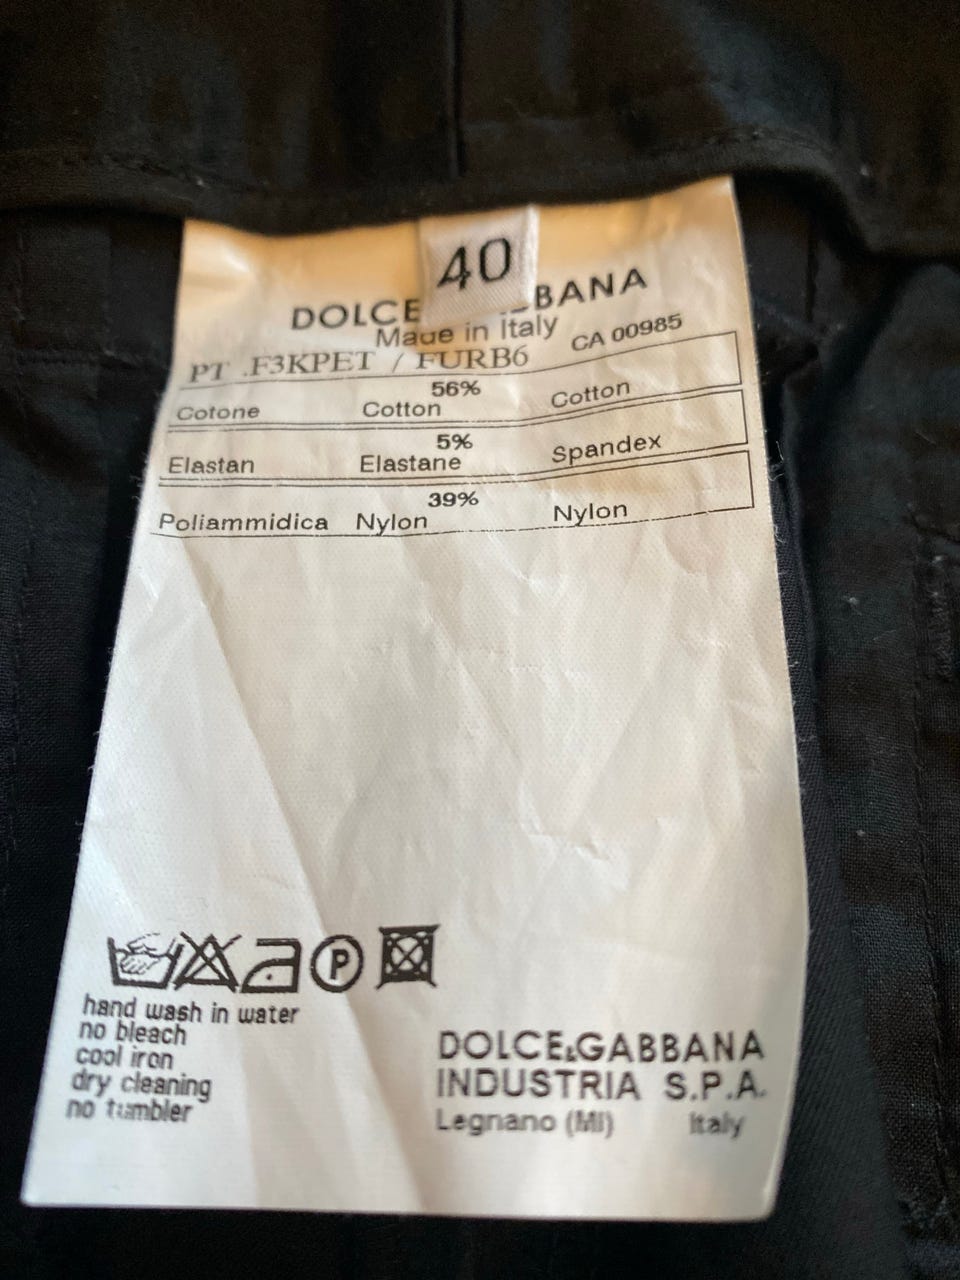 40
DOLCE BBANA
Made in Italy
CA 00985
PT .F3KPET / FURB6
56%
Cotone Cotton Cotton
5%
Elastan Elastane Spandex
39%
Poliammidica Nylon Nylon
P
hand wash in water
no bleach
cool iron
dry cleaning
no tumbler
DOLCE&GABBANA
INDUSTRIA S.P.A.
Legnano (MI) Italy